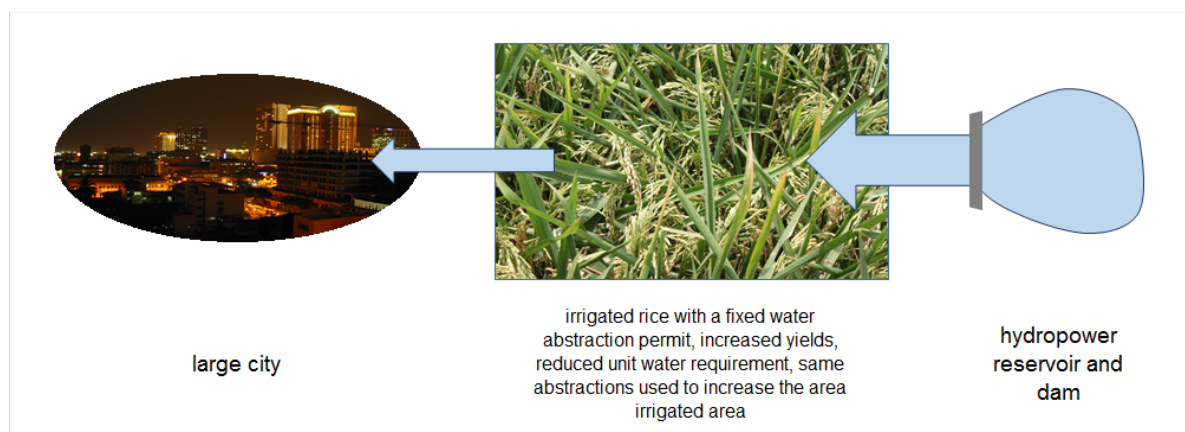 large city
irrigated rice with a fixed water
abstraction permit, increased yields,
reduced unit water requirement, same
abstractions used to increase the area
irrigated area
hydropower
reservoir and
dam